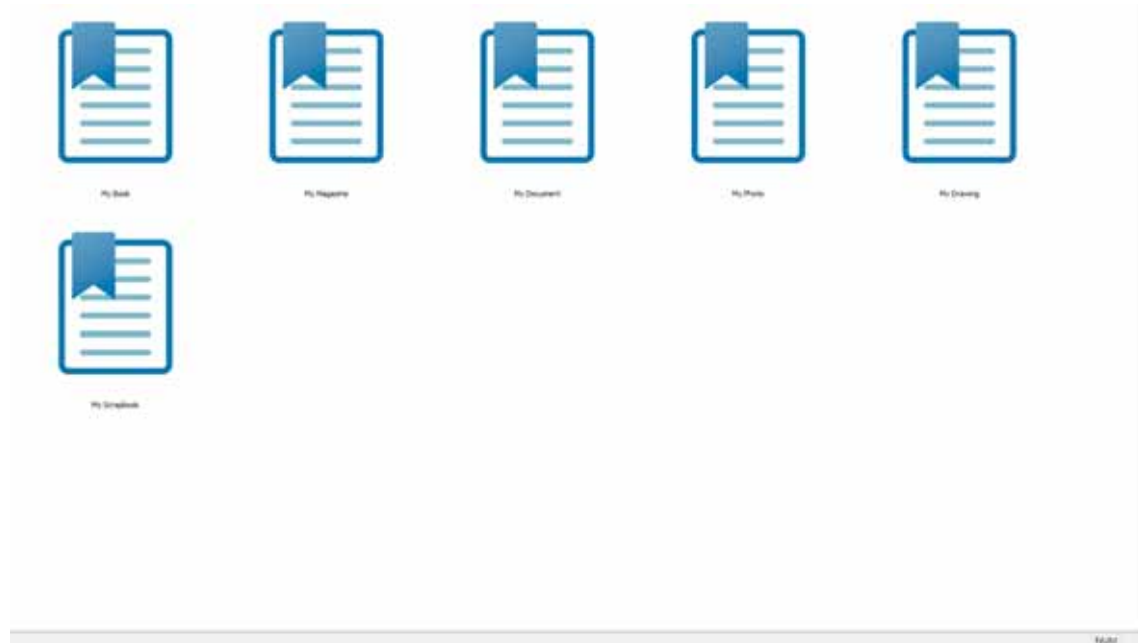 My Book
My Magazine
My Document
My Photo
My Drawing
My Scrapbook